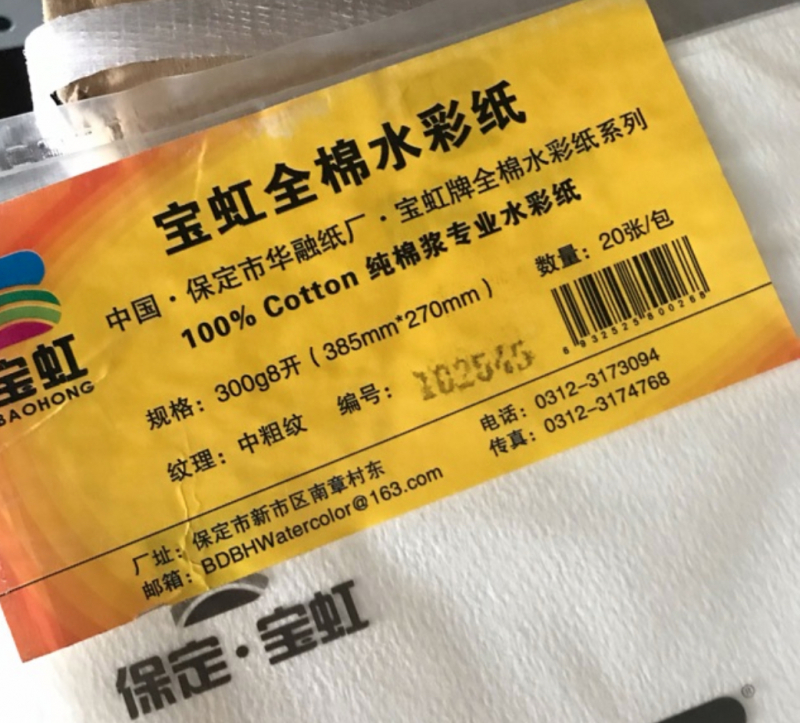 宝虹全棉水彩纸
中国·保定市华融纸厂·宝虹牌全棉水彩纸系列
100% Cotton 纯棉浆专业水彩纸
规格：300g8开（385mm*270mm）
数量：20张/包
6932525800268
纹理：中粗纹
编号：102545
宝虹
BAOHONG
电话：0312-3173094
传真：0312-3174768
厂址：保定市新市区南章村东
邮箱：BDBHWatercolor@163.com
保定·宝虹
®